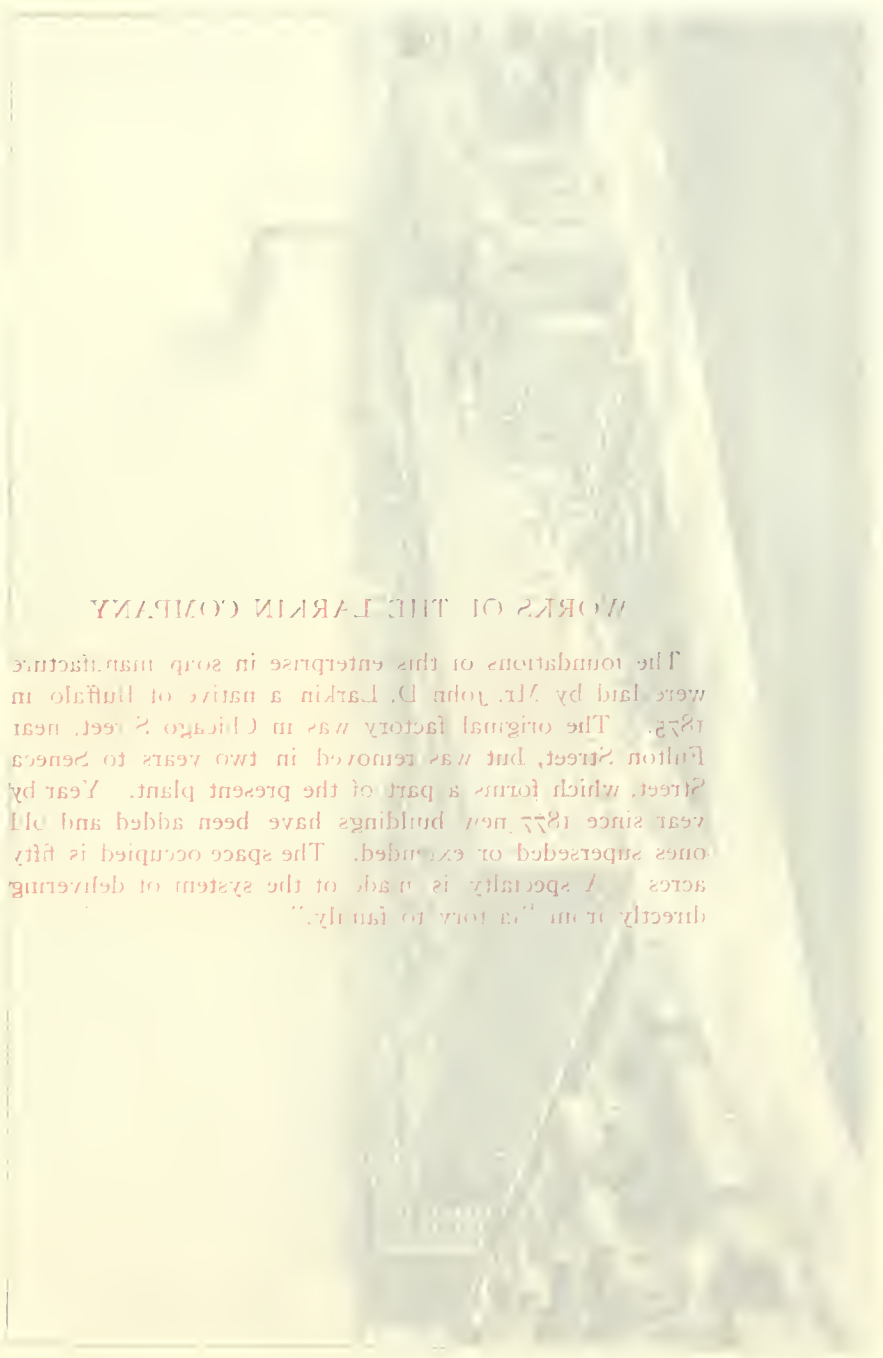 WORKS OF THE LARKIN COMPANY
The foundations of this enterprise in soap manufacture
were laid by Mr. John D. Larkin a native of Buffalo in
1875. The original factory was in Chicago Street, near
Fulton Street, but was removed in two years to Seneca
Street, which forms a part of the present plant. Year by
year since 1877 new buildings have been added and old
ones superseded or extended. The space occupied is fifty
acres. A specialty is made of the system of delivering
directly from "factory to family."